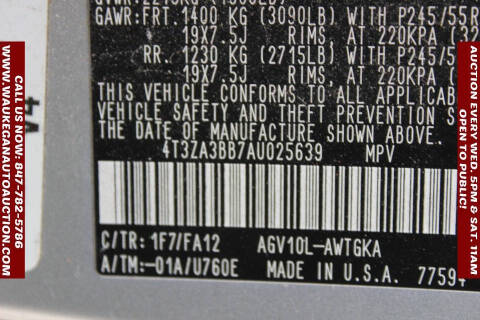 GAWR:FRT.1400 KG (3090LB) WITH P245/55R
19X7.5J RIMS, AT 220KPA (32
RR. 1230 KG (2715LB) WITH P245/5
19X7.5J RIMS, AT 220KPA (
THIS VEHICLE CONFORMS TO ALL APPLICAB
VEHICLE SAFETY AND THEFT PREVENTION S
DATE OF MANUFACTURE SHOWN ABOVE.
4T3ZA3BB7AU025639 MPV
C/TR: 1F7/FA12 AGV10L-AWTGKA
A/TM:-01A/U760E MADE IN U.S.A. 7759
CALL US NOW: 847-782-5786
WWW.WAUKEGANAUTOAUCTION.COM
EVERY WED. 5PM & SAT. 11AM
OPEN TO PUBLIC!